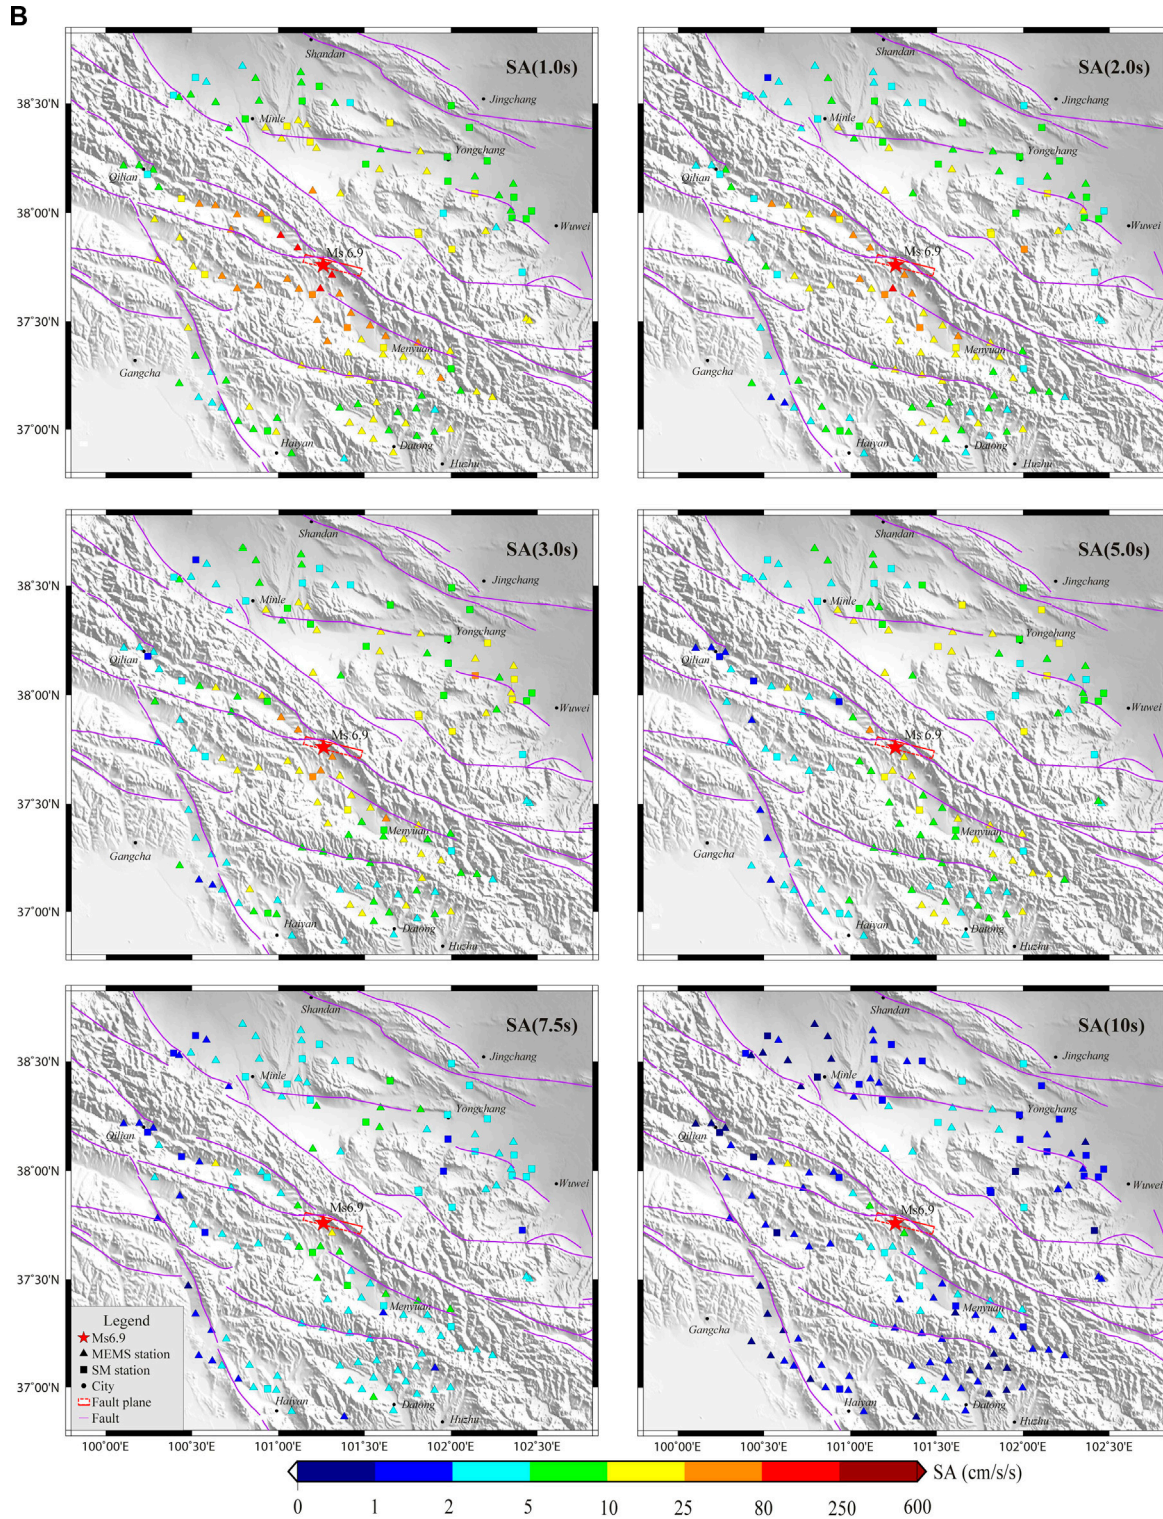 B
Shandan
SA(1.0s)
38°30'N
Jingchang
Minle
Yongchang
Qilian
38°00'N
Wuwei
Ms 6.9
37°30'N
Menyuan
Gangcha
37°00'N
Haiyan
Datong
Huzhu
Shandan
SA(2.0s)
Jingchang
Minle
Yongchang
Qilian
Wuwei
Ms 6.9
Menyuan
Gangcha
Haiyan
Datong
Huzhu
Shandan
SA(3.0s)
38°30'N
Jingchang
Minle
Yongchang
Qilian
38°00'N
Wuwei
Ms 6.9
37°30'N
Menyuan
Gangcha
37°00'N
Haiyan
Datong
Huzhu
Shandan
SA(5.0s)
Jingchang
Minle
Yongchang
Qilian
Wuwei
Ms 6.9
Menyuan
Gangcha
Haiyan
Datong
Huzhu
Shandan
SA(7.5s)
38°30'N
Jingchang
Minle
Yongchang
Qilian
38°00'N
Wuwei
Ms6.9
37°30'N
Menyuan
Legend
Ms6.9
MEMS station
SM station
City
Fault plane
Fault
37°00'N
Haiyan
Datong
Huzhu
100°00'E 100°30'E 101°00'E 101°30'E 102°00'E 102°30'E
Shandan
SA(10s)
Jingchang
Minle
Yongchang
Qilian
Wuwei
Ms6.9
Menyuan
Gangcha
Haiyan
Datong
Huzhu
100°00'E 100°30'E 101°00'E 101°30'E 102°00'E 102°30'E
SA (cm/s/s)
0 1 2 5 10 25 80 250 600